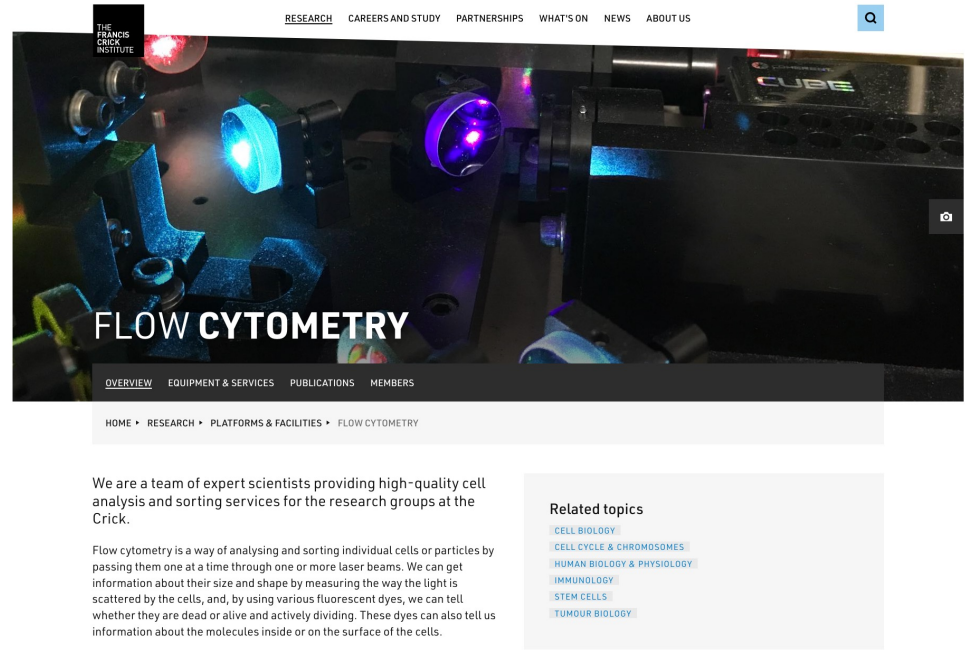 THE
FRANCIS
CRICK
INSTITUTE
RESEARCH CAREERS AND STUDY PARTNERSHIPS WHAT'S ON NEWS ABOUT US
CUBE
FLOW CYTOMETRY
OVERVIEW EQUIPMENT & SERVICES PUBLICATIONS MEMBERS
HOME RESEARCH PLATFORMS & FACILITIES FLOW CYTOMETRY
We are a team of expert scientists providing high-quality cell
analysis and sorting services for the research groups at the
Crick.
Flow cytometry is a way of analysing and sorting individual cells or particles by
passing them one at a time through one or more laser beams. We can get
information about their size and shape by measuring the way the light is
scattered by the cells, and, by using various fluorescent dyes, we can tell
whether they are dead or alive and actively dividing. These dyes can also tell us
information about the molecules inside or on the surface of the cells.
Related topics
CELL BIOLOGY
CELL CYCLE & CHROMOSOMES
HUMAN BIOLOGY & PHYSIOLOGY
IMMUNOLOGY
STEM CELLS
TUMOUR BIOLOGY